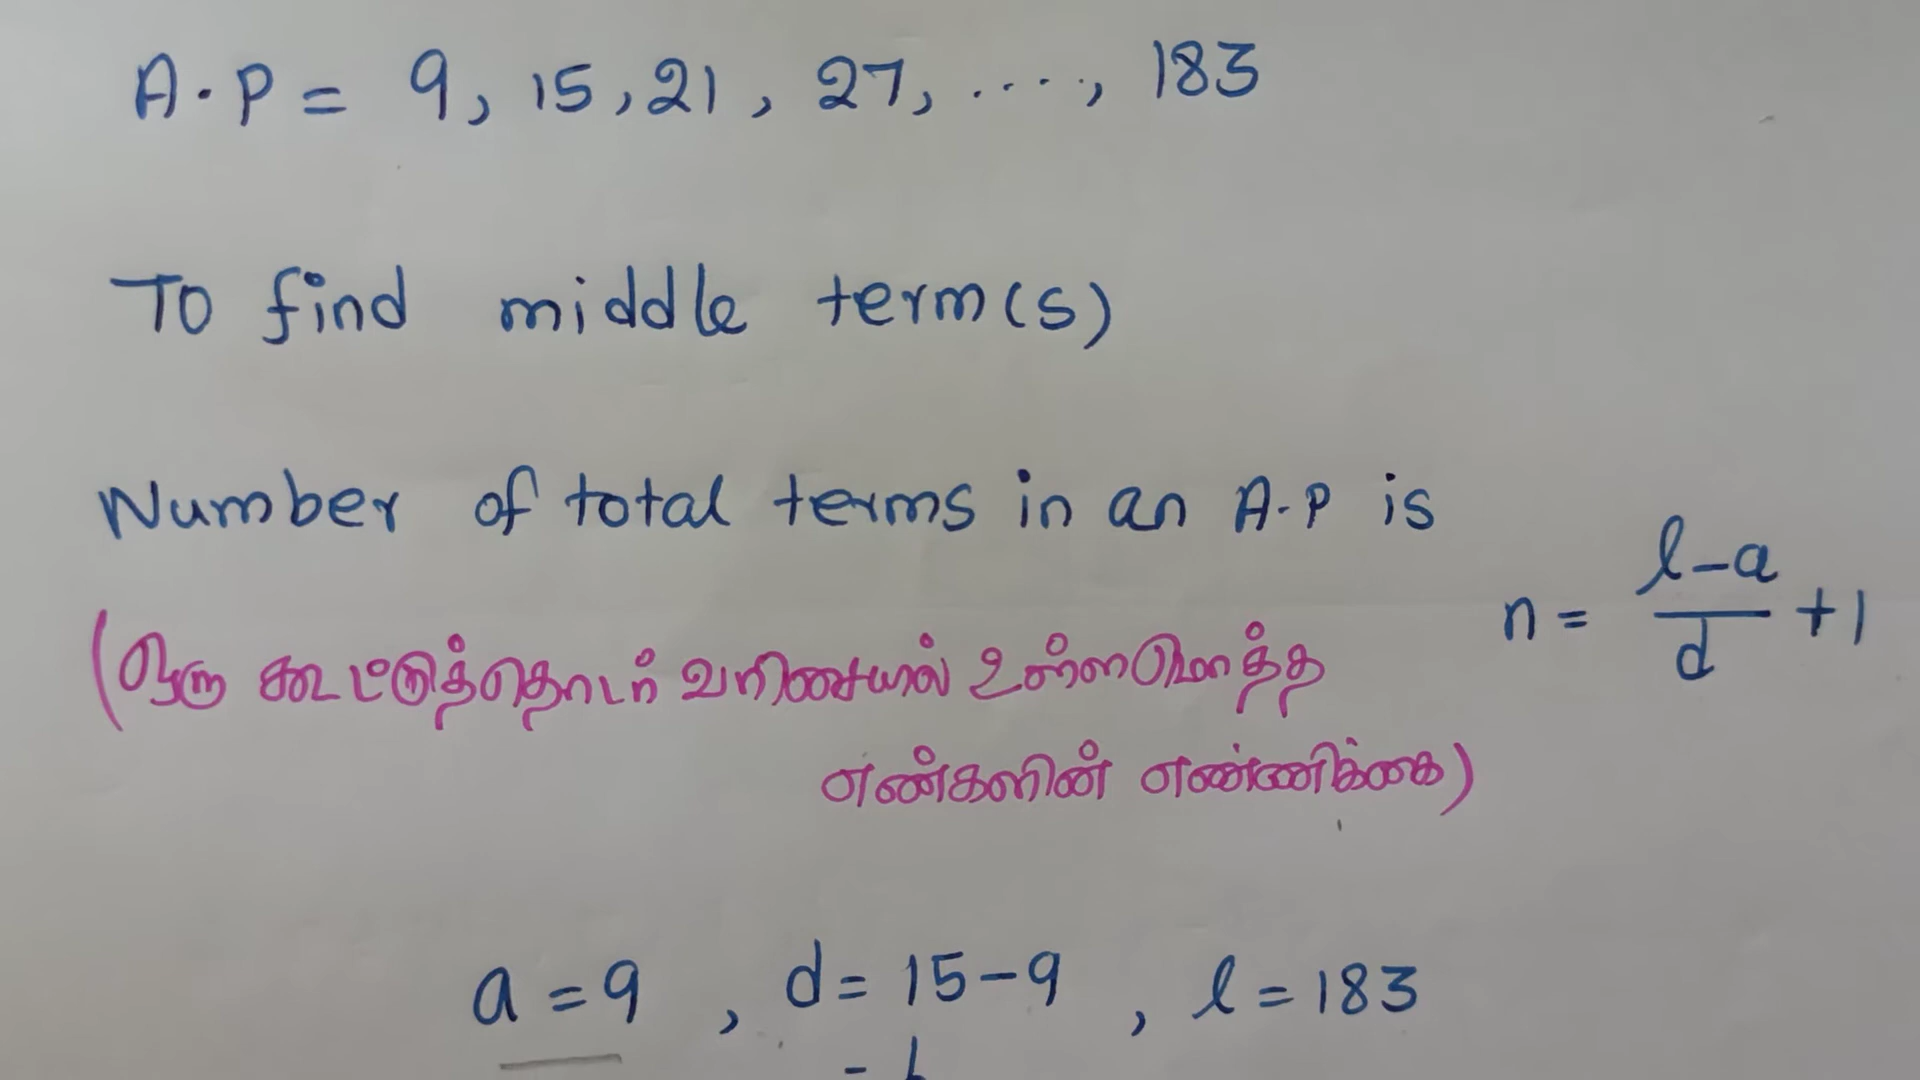 A.P = 9, 15, 21, 27, ...., 183
To find middle term(s)
Number of total terms in an A.P is
n = (l-a)/d +1
(ஒரு கூட்டுத்தொடர் வரிசையில் உள்ள மொத்த
எண்களின் எண்ணிக்கை)
a = 9 , d = 15-9 , l = 183